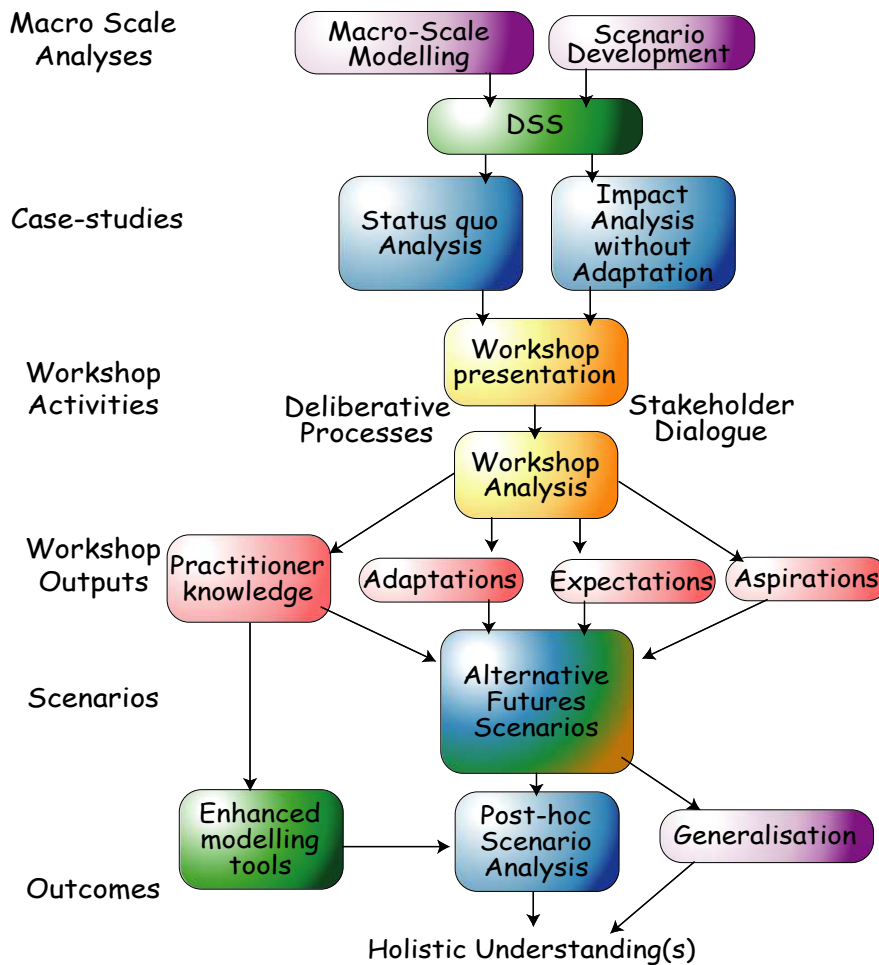 Macro Scale
Analyses
Macro-Scale
Modelling
Scenario
Development
DSS
Case-studies
Status quo
Analysis
Impact
Analysis
without
Adaptation
Workshop
Activities
Workshop
presentation
Deliberative
Processes
Stakeholder
Dialogue
Workshop
Analysis
Workshop
Outputs
Practitioner
knowledge
Adaptations
Expectations
Aspirations
Scenarios
Alternative
Futures
Scenarios
Outcomes
Enhanced
modelling
tools
Post-hoc
Scenario
Analysis
Generalisation
Holistic Understanding(s)